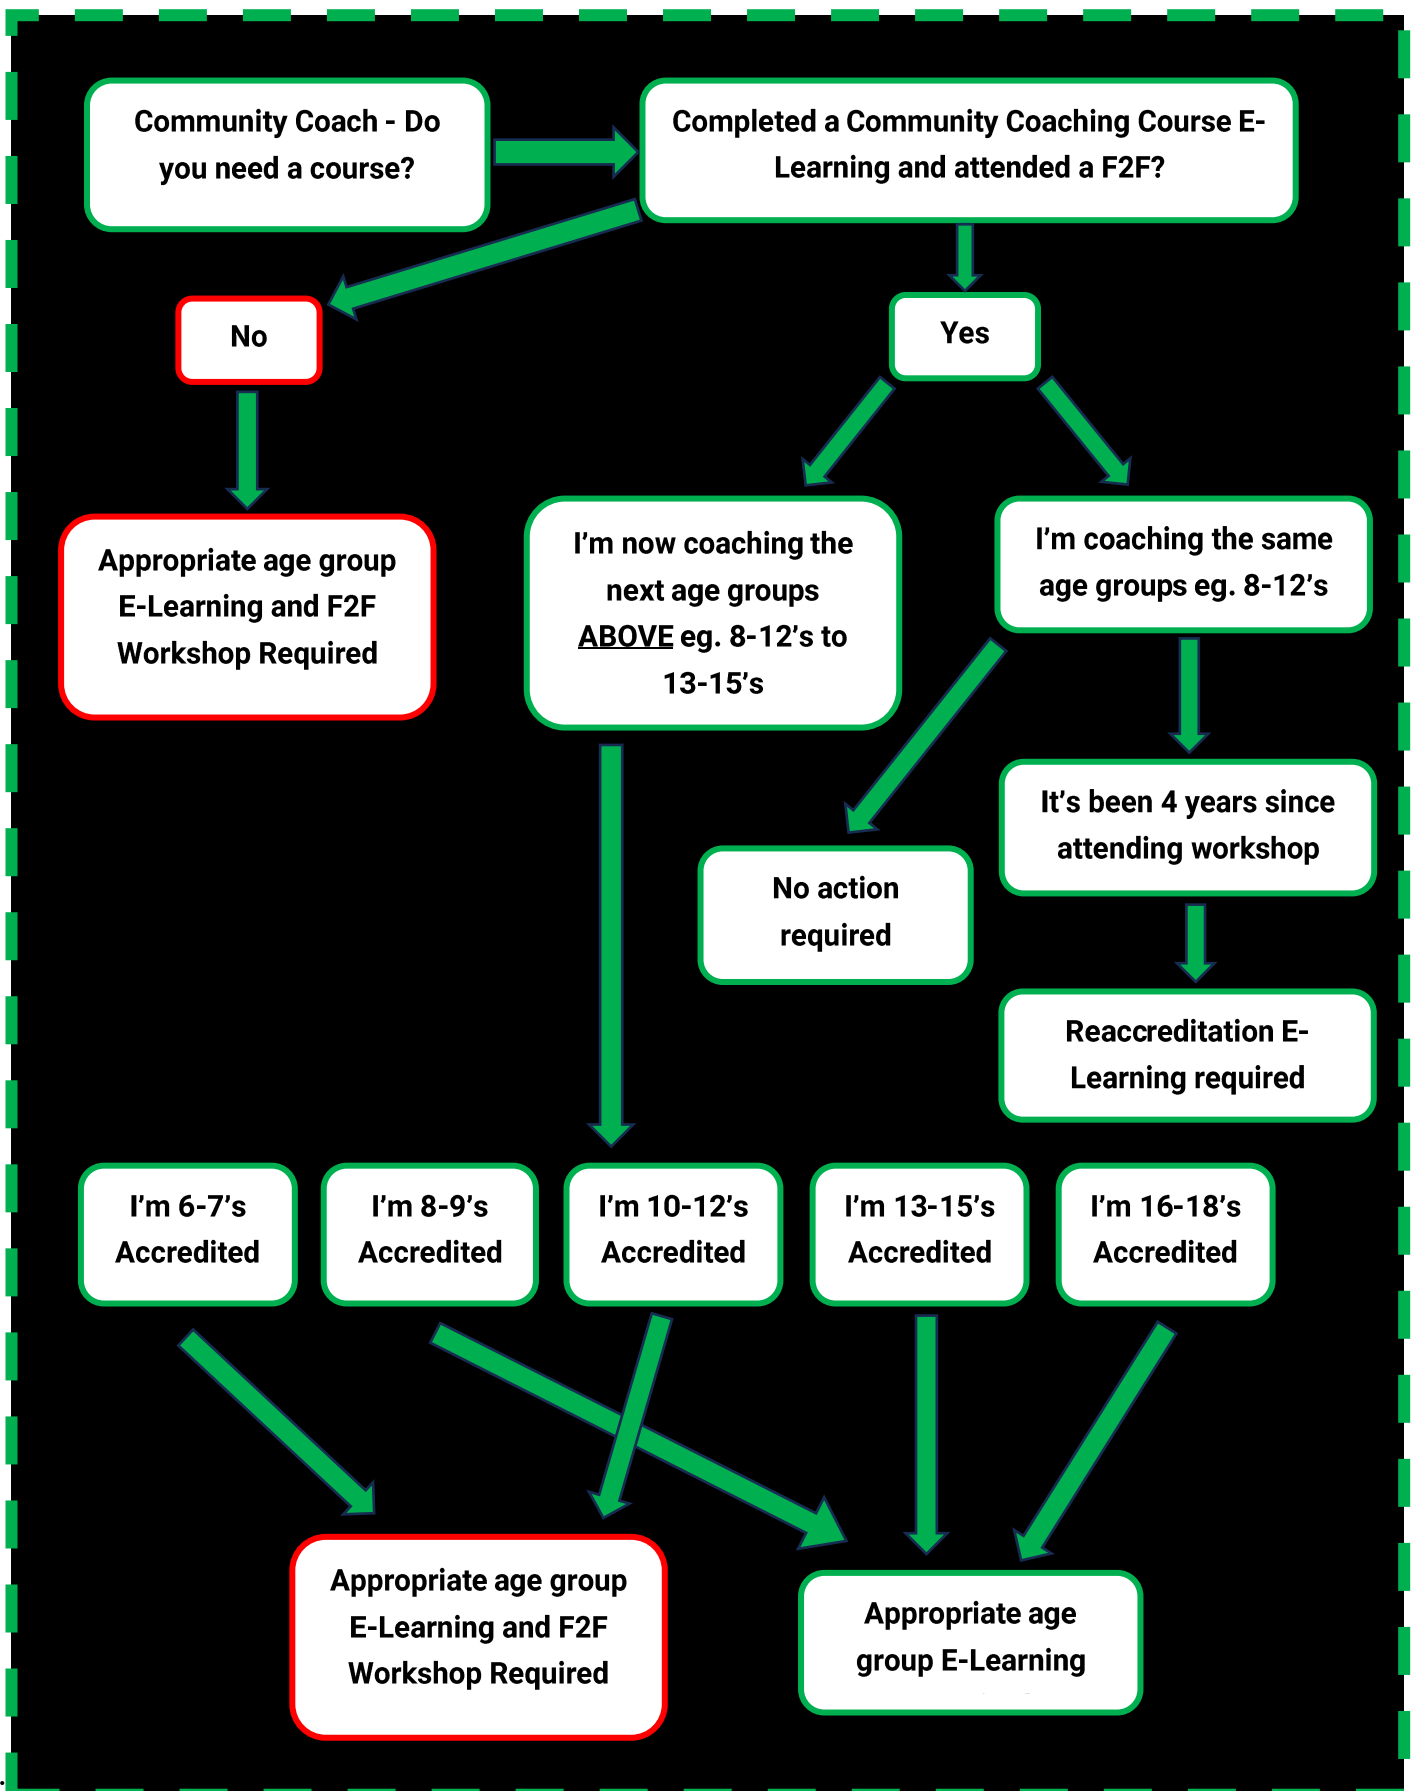 Community Coach - Do
you need a course?
Completed a Community Coaching Course E-
Learning and attended a F2F?
No
Yes
Appropriate age group
E-Learning and F2F
Workshop Required
I’m now coaching the
next age groups
ABOVE eg. 8-12’s to
13-15’s
I’m coaching the same
age groups eg. 8-12’s
It’s been 4 years since
attending workshop
No action
required
Reaccreditation E-
Learning required
I’m 6-7’s
Accredited
I’m 8-9’s
Accredited
I’m 10-12’s
Accredited
I’m 13-15’s
Accredited
I’m 16-18’s
Accredited
Appropriate age group
E-Learning and F2F
Workshop Required
Appropriate age
group E-Learning